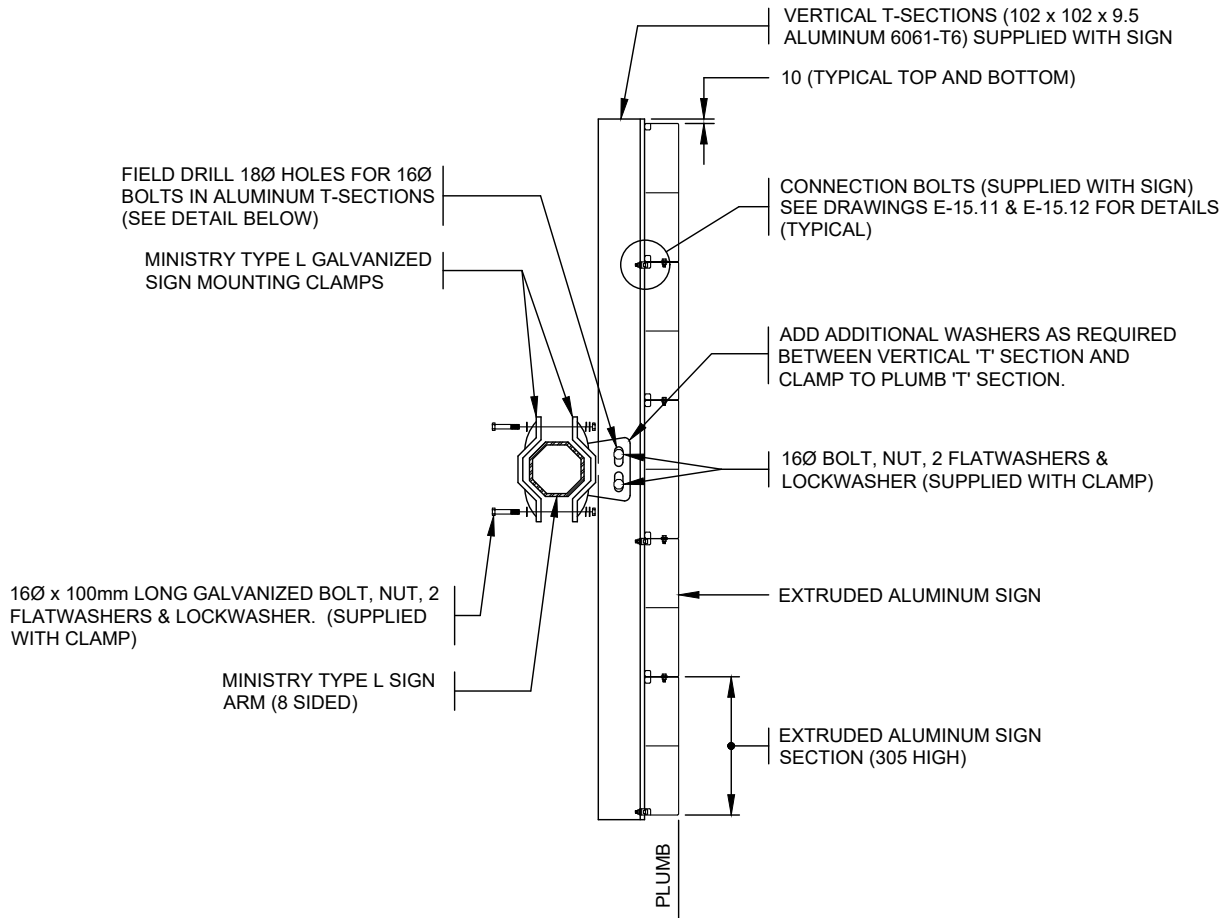 VERTICAL T-SECTIONS (102 x 102 x 9.5
ALUMINUM 6061-T6) SUPPLIED WITH SIGN
10 (TYPICAL TOP AND BOTTOM)
FIELD DRILL 18Ø HOLES FOR 16Ø
BOLTS IN ALUMINUM T-SECTIONS
(SEE DETAIL BELOW)
CONNECTION BOLTS (SUPPLIED WITH SIGN)
SEE DRAWINGS E-15.11 & E-15.12 FOR DETAILS
(TYPICAL)
MINISTRY TYPE L GALVANIZED
SIGN MOUNTING CLAMPS
ADD ADDITIONAL WASHERS AS REQUIRED
BETWEEN VERTICAL 'T' SECTION AND
CLAMP TO PLUMB 'T' SECTION.
16Ø BOLT, NUT, 2 FLATWASHERS &
LOCKWASHER (SUPPLIED WITH CLAMP)
16Ø x 100mm LONG GALVANIZED BOLT, NUT, 2
FLATWASHERS & LOCKWASHER. (SUPPLIED
WITH CLAMP)
EXTRUDED ALUMINUM SIGN
MINISTRY TYPE L SIGN
ARM (8 SIDED)
EXTRUDED ALUMINUM SIGN
SECTION (305 HIGH)
PLUMB